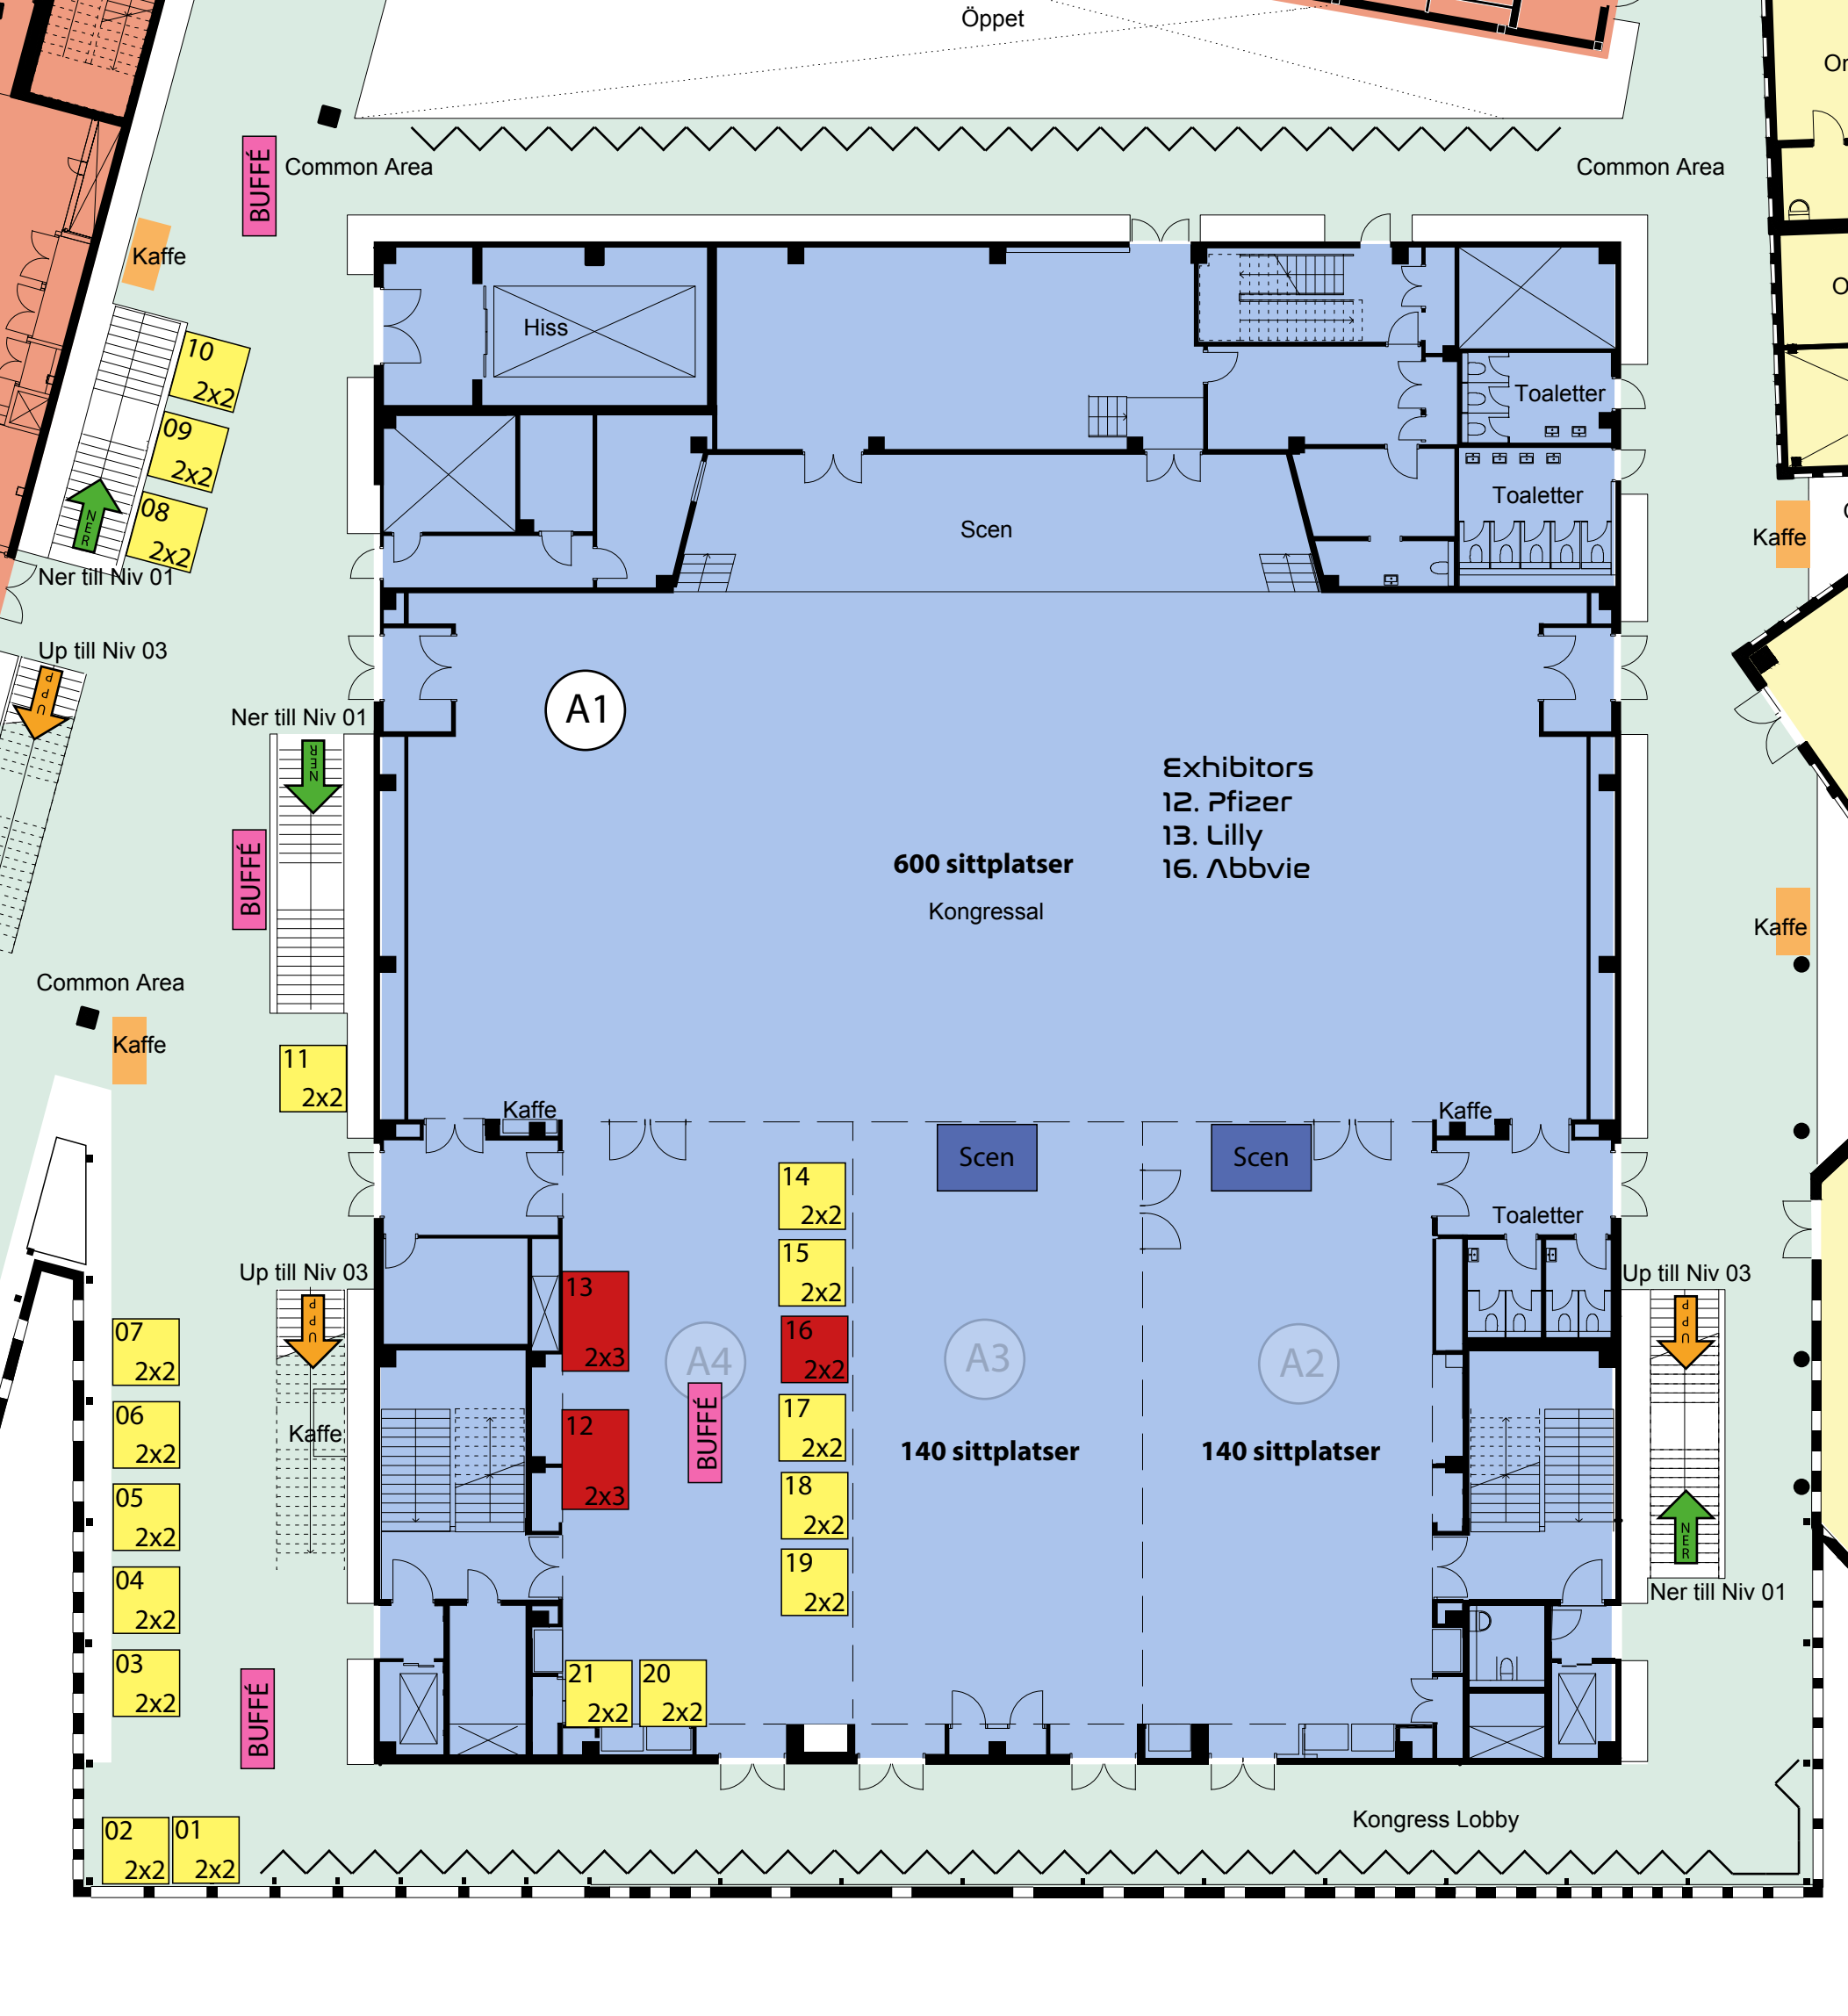 Öppet
Common Area
Common Area
BUFFÉ
Kaffe
Hiss
10
2x2
09
2x2
08
2x2
NER
Ner till Niv 01
Toaletter
Toaletter
Scen
Kaffe
Up till Niv 03
UPP
Ner till Niv 01
NER
A1
Exhibitors
12. Pfizer
13. Lilly
16. Abbvie
600 sittplatser
Kongressal
BUFFÉ
Kaffe
Common Area
Kaffe
11
2x2
Kaffe
Kaffe
Scen
Scen
14
2x2
15
2x2
Toaletter
Up till Niv 03
UPP
Up till Niv 03
UPP
13
2x3
16
2x2
A4
A3
A2
07
2x2
06
2x2
05
2x2
04
2x2
03
2x2
Kaffe
12
2x3
BUFFÉ
17
2x2
140 sittplatser
140 sittplatser
18
2x2
19
2x2
NER
Ner till Niv 01
21
2x2
20
2x2
BUFFÉ
02
2x2
01
2x2
Kongress Lobby